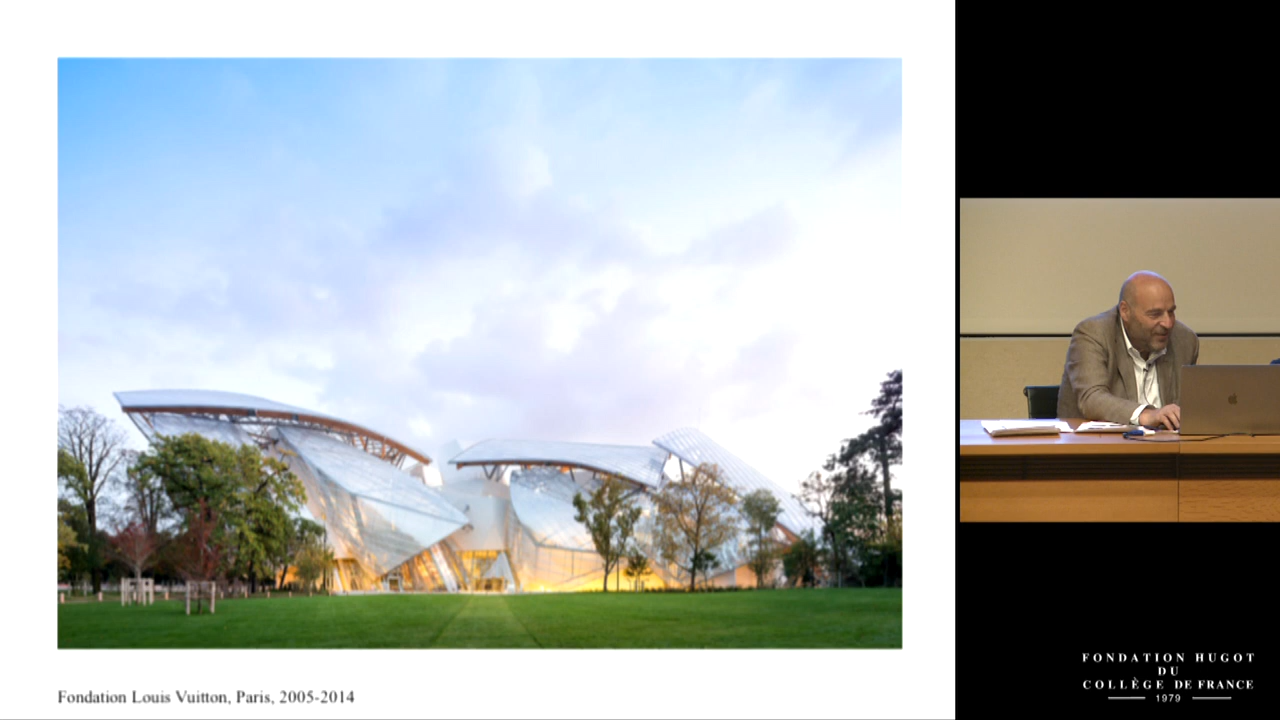 Fondation Louis Vuitton, Paris, 2005-2014
FONDATION HUGOT
DU
COLLÈGE DE FRANCE
1979